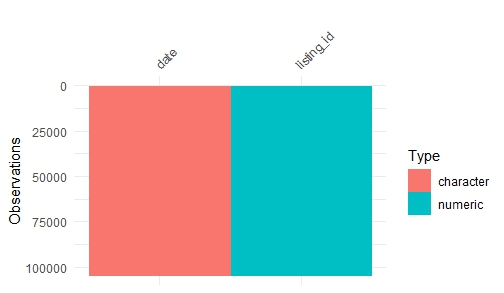 date
listing_id
0
25000
50000
75000
100000
Observations
Type
character
numeric